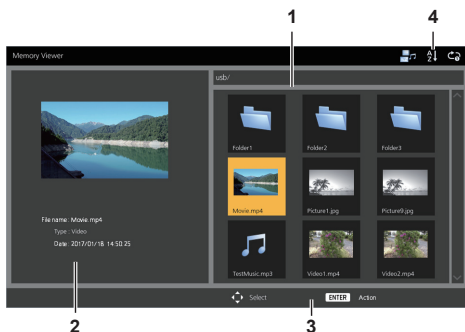 1
4
Memory Viewer
A Z
usb/
Folder1
Folder2
Folder3
Movie.mp4
Picture1.jpg
Picture9.jpg
TestMusic.mp3
Video1.mp4
Video2.mp4
File name : Movie.mp4
Type : Video
Date : 2017/01/18 14:50:25
Select
ENTER Action
2
3